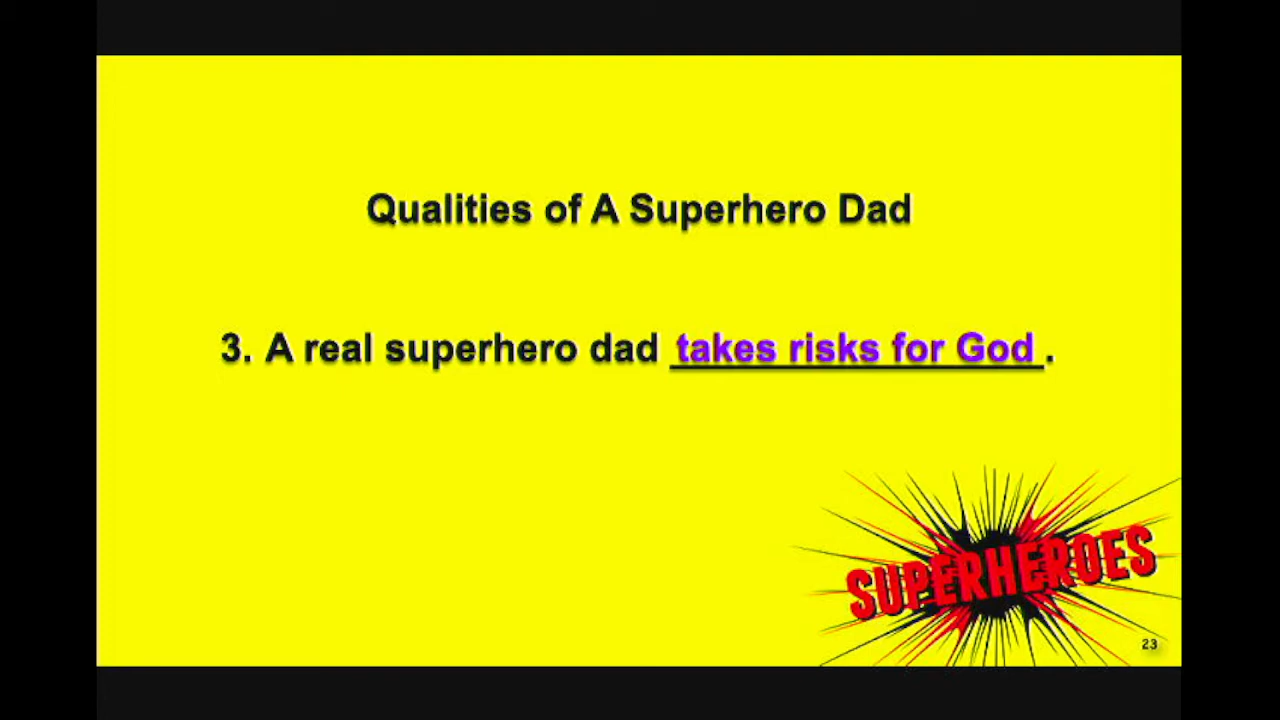 Qualities of A Superhero Dad
3. A real superhero dad takes risks for God.
SUPERHEROES
23